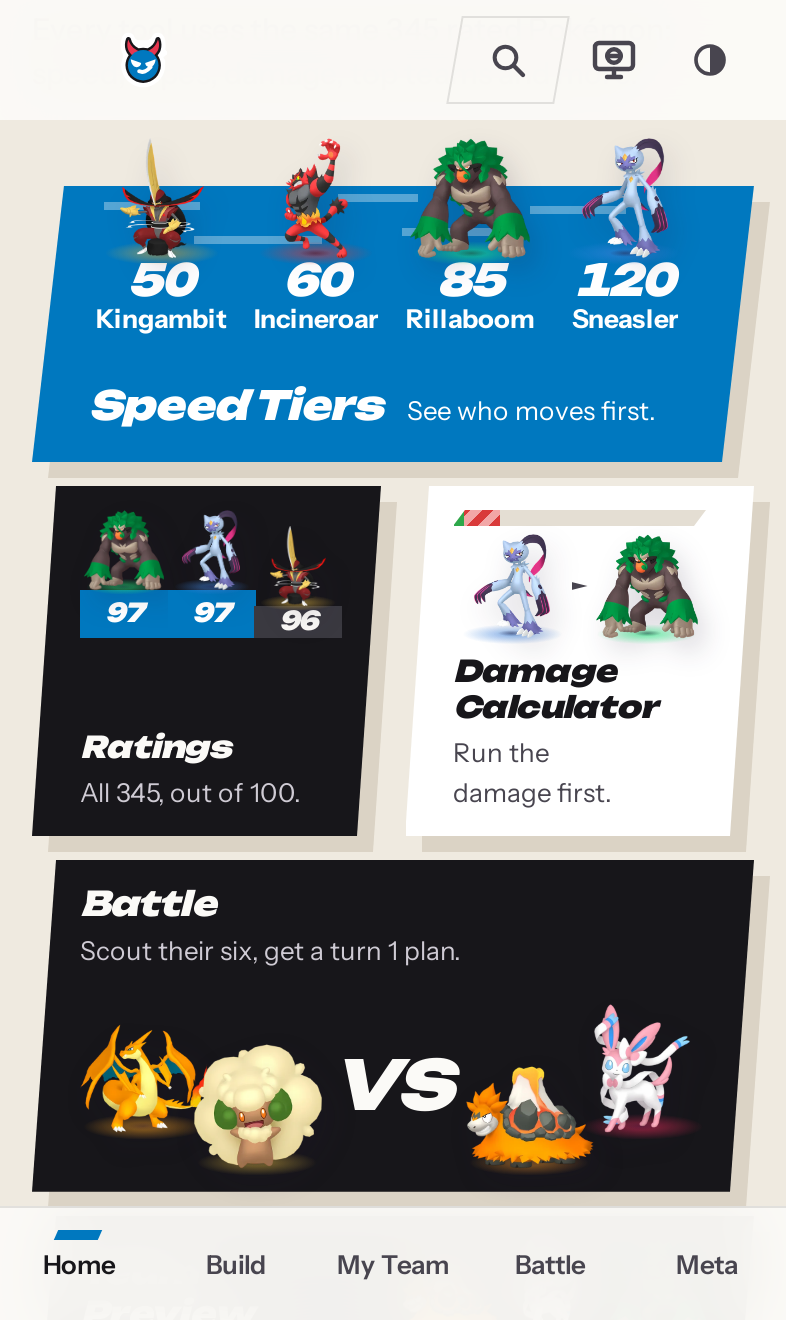 50 60 85 120
Kingambit Incineroar Rillaboom Sneasler
Speed Tiers See who moves first.
97 97 96
Ratings
All 345, out of 100.
Damage
Calculator
Run the
damage first.
Battle
Scout their six, get a turn 1 plan.
VS
Home Build My Team Battle Meta
Preview